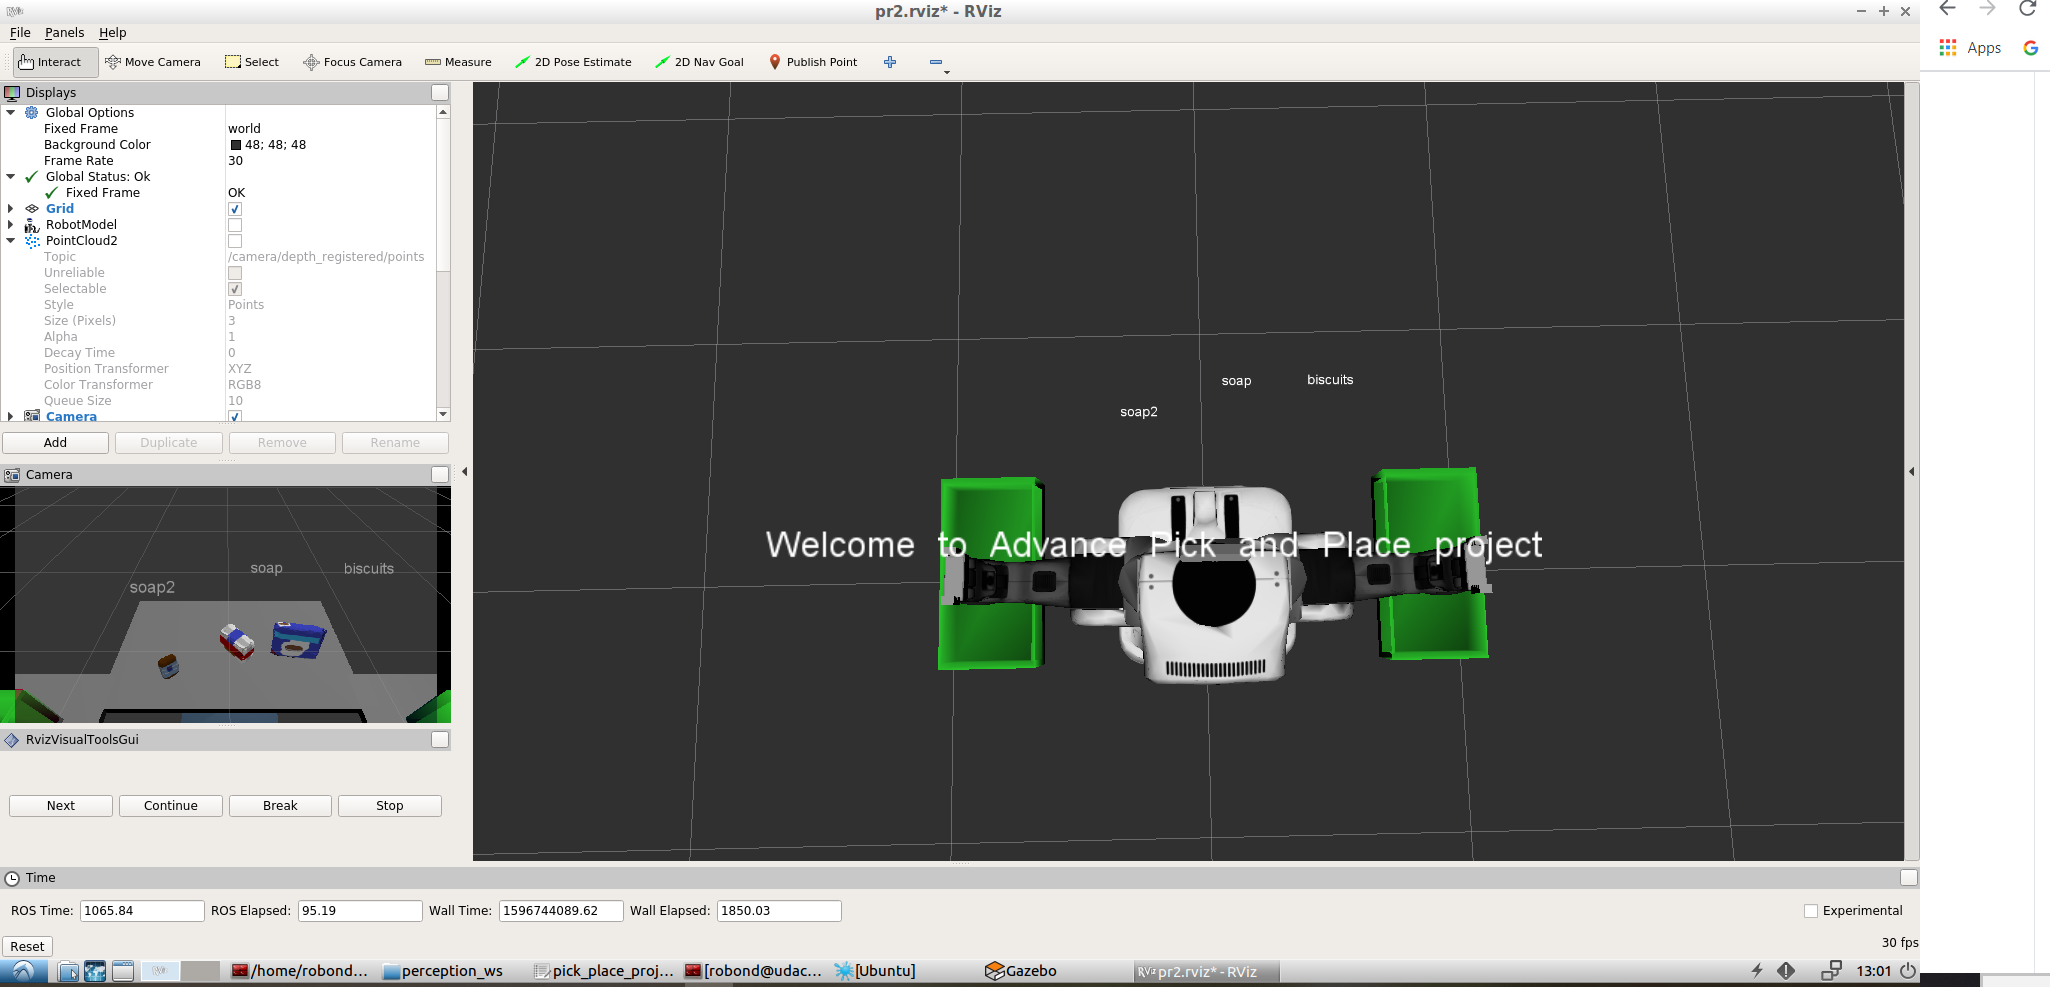 pr2.rviz* - RViz
File Panels Help
Interact Move Camera Select Focus Camera Measure 2D Pose Estimate 2D Nav Goal Publish Point
Apps
Displays
Global Options
Fixed Frame world
Background Color 48; 48; 48
Frame Rate 30
Global Status: Ok
Fixed Frame OK
Grid
RobotModel
PointCloud2
Topic /camera/depth_registered/points
Unreliable
Selectable
Style Points
Size (Pixels) 3
Alpha 1
Decay Time 0
Position Transformer XYZ
Color Transformer RGB8
Queue Size 10
Camera
Add Duplicate Remove Rename
Camera
soap biscuits
soap2
RvizVisualToolsGui
Next Continue Break Stop
soap biscuits
soap2
Welcome to Advance Pick and Place project
Time
ROS Time: 1065.84 ROS Elapsed: 95.19 Wall Time: 1596744089.62 Wall Elapsed: 1850.03 Experimental
Reset 30 fps
/home/robond... perception_ws pick_place_proj... [robond@udac... [Ubuntu] Gazebo RViz pr2.rviz* - RViz 13:01